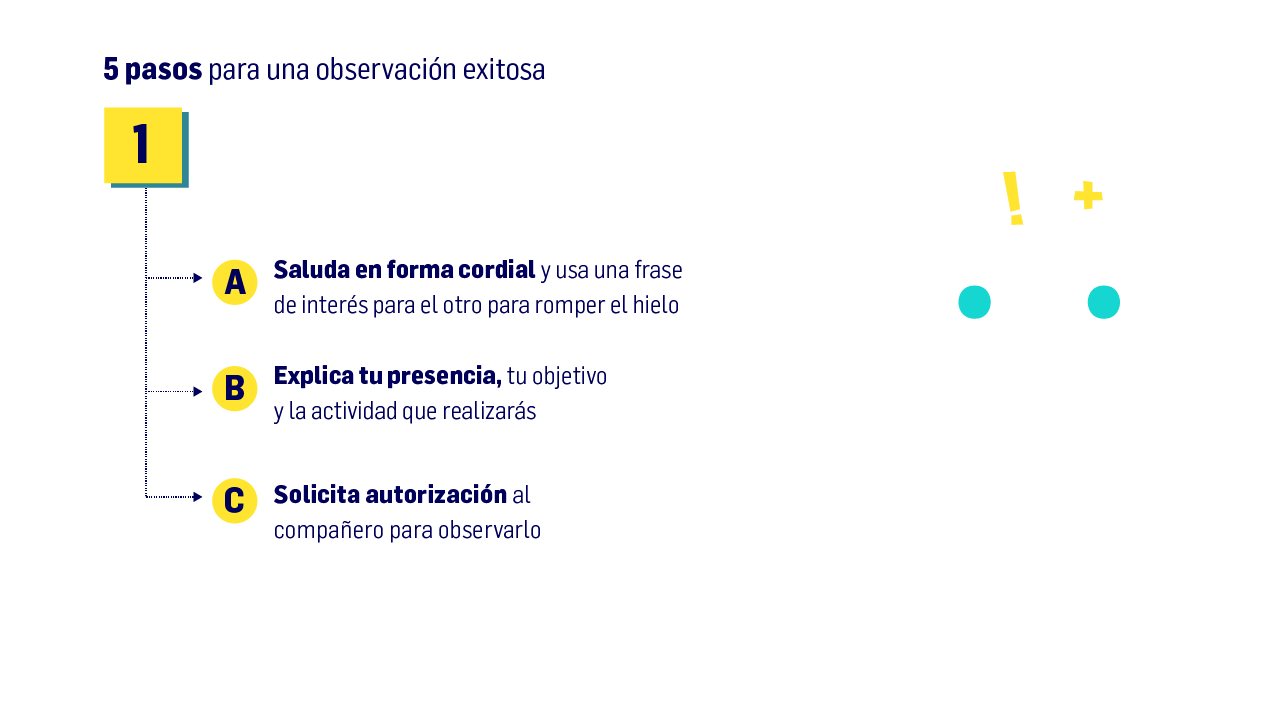 5 pasos para una observación exitosa
1
A
Saluda en forma cordial y usa una frase
de interés para el otro para romper el hielo
B
Explica tu presencia, tu objetivo
y la actividad que realizarás
C
Solicita autorización al
compañero para observarlo
! +